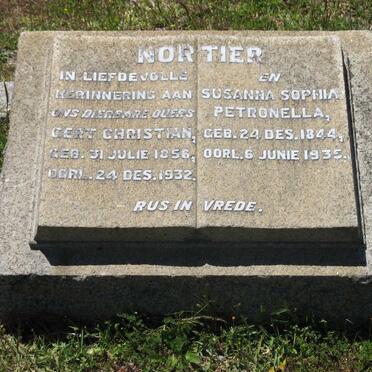 NORTIER
IN LIEFDEVOLLE
HERINNERING AAN
ONS DIERBARE OUERS
GERT CHRISTIAN,
GEB. 31 JULIE 1856,
OORL. 24 DES. 1932.
EN
SUSANNA SOPHIA
PETRONELLA,
GEB. 24 DES. 1844,
OORL. 6 JUNIE 1935.
RUS IN VREDE.